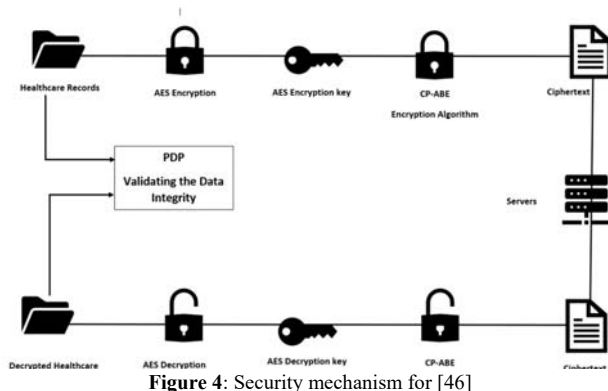 Healthcare Records
AES Encryption
AES Encryption key
CP-ABE
Encryption Algorithm
Ciphertext
PDP
Validating the Data
Integrity
Servers
Decrypted Healthcare
AES Decryption
AES Decryption key
CP-ABE
Ciphertext
Figure 4: Security mechanism for [46]